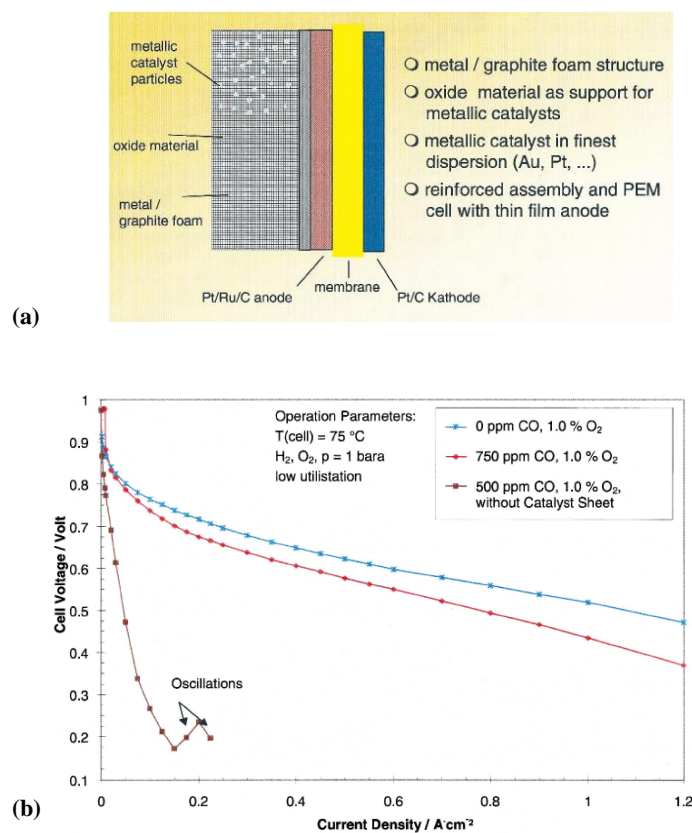 metallic
catalyst
particles
oxide material
metal /
graphite foam
Pt/Ru/C anode
membrane
Pt/C Kathode
❍ metal / graphite foam structure
❍ oxide material as support for
metallic catalysts
❍ metallic catalyst in finest
dispersion (Au, Pt, ...)
❍ reinforced assembly and PEM
cell with thin film anode
(a)
Operation Parameters:
T(cell) = 75 °C
H₂, O₂, p = 1 bara
low utilistation
0 ppm CO, 1.0 % O₂
750 ppm CO, 1.0 % O₂
500 ppm CO, 1.0 % O₂,
without Catalyst Sheet
Cell Voltage / Volt
1
0.9
0.8
0.7
0.6
0.5
0.4
0.3
0.2
0.1
Oscillations
0
0.2
0.4
0.6
0.8
1
1.2
Current Density / A·cm⁻²
(b)